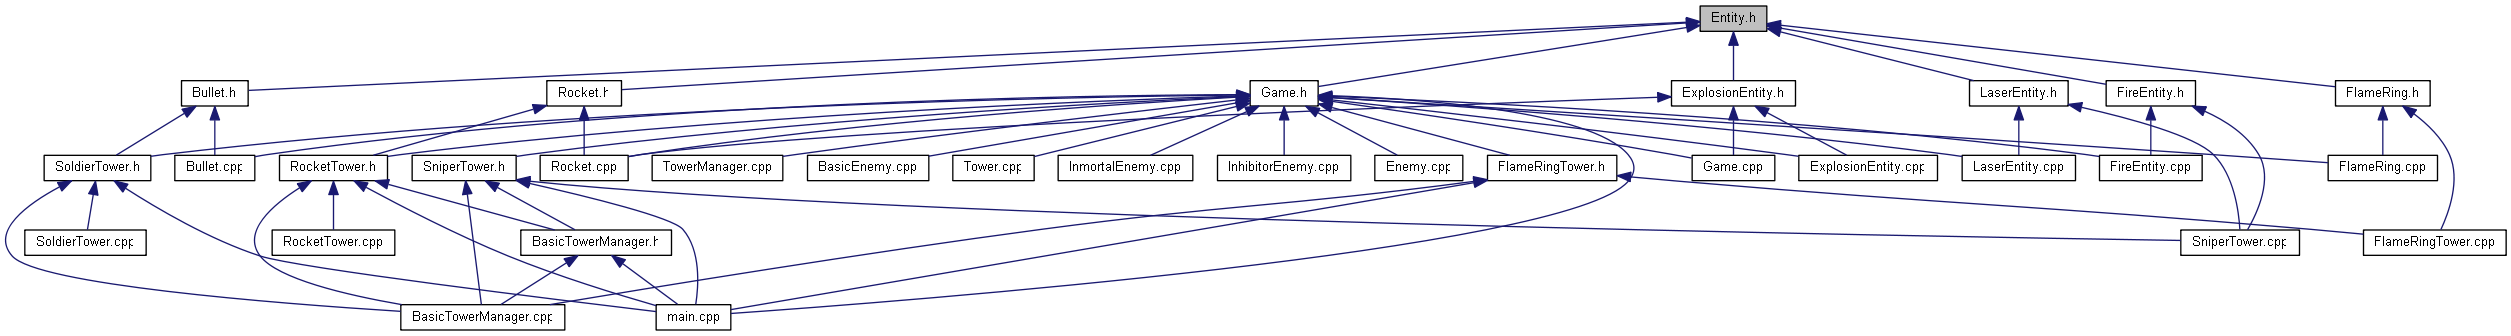 Entity.h
Bullet.h
Rocket.h
Game.h
ExplosionEntity.h
LaserEntity.h
FireEntity.h
FlameRing.h
SoldierTower.h
Bullet.cpp
RocketTower.h
SniperTower.h
Rocket.cpp
TowerManager.cpp
BasicEnemy.cpp
Tower.cpp
InmortalEnemy.cpp
InhibitorEnemy.cpp
Enemy.cpp
FlameRingTower.h
Game.cpp
ExplosionEntity.cpp
LaserEntity.cpp
FireEntity.cpp
FlameRing.cpp
SoldierTower.cpp
RocketTower.cpp
BasicTowerManager.h
SniperTower.cpp
FlameRingTower.cpp
BasicTowerManager.cpp
main.cpp